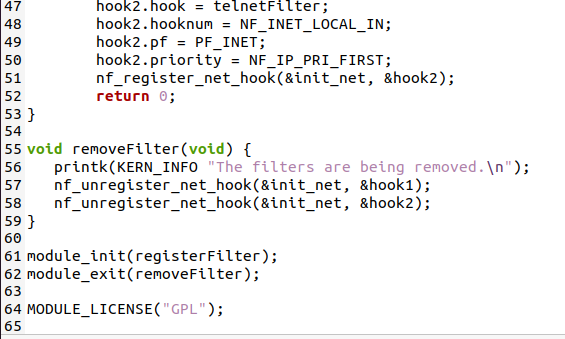 47 hook2.hook = telnetFilter;
48 hook2.hooknum = NF_INET_LOCAL_IN;
49 hook2.pf = PF_INET;
50 hook2.priority = NF_IP_PRI_FIRST;
51 nf_register_net_hook(&init_net, &hook2);
52 return 0;
53 }
54
55 void removeFilter(void) {
56 printk(KERN_INFO "The filters are being removed.\n");
57 nf_unregister_net_hook(&init_net, &hook1);
58 nf_unregister_net_hook(&init_net, &hook2);
59 }
60
61 module_init(registerFilter);
62 module_exit(removeFilter);
63
64 MODULE_LICENSE("GPL");
65